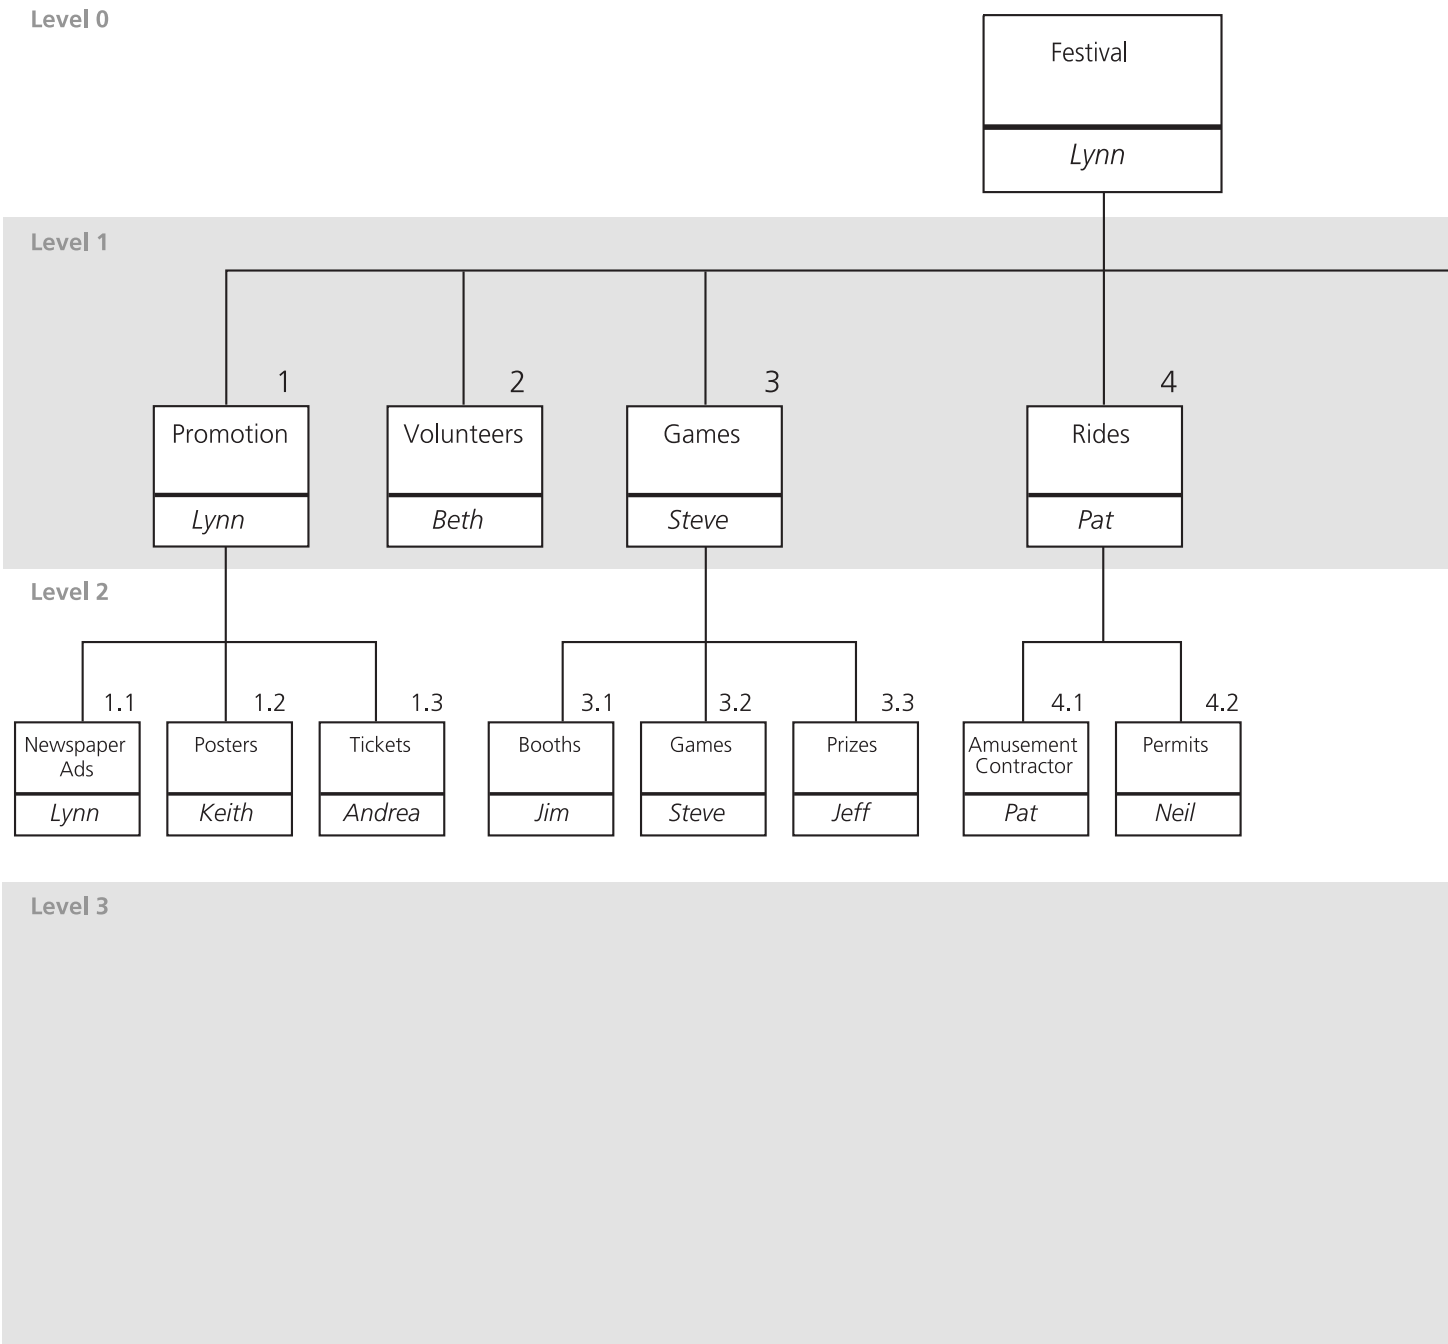 Level 0
Festival
Lynn
Level 1
1
2
3
4
Promotion
Volunteers
Games
Rides
Lynn
Beth
Steve
Pat
Level 2
1.1
1.2
1.3
3.1
3.2
3.3
4.1
4.2
Newspaper
Ads
Posters
Tickets
Booths
Games
Prizes
Amusement
Contractor
Permits
Lynn
Keith
Andrea
Jim
Steve
Jeff
Pat
Neil
Level 3